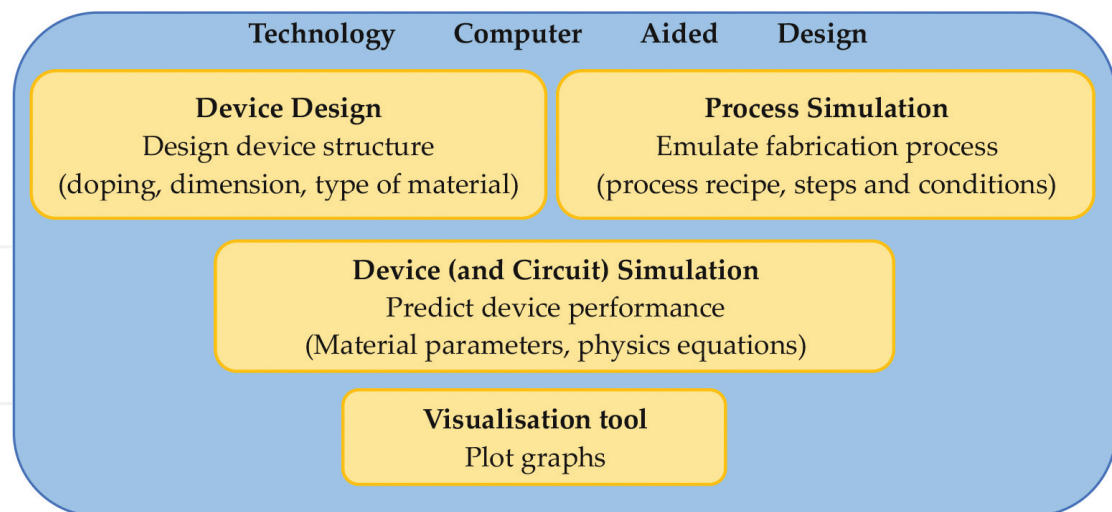 Technology Computer Aided Design
Device Design
Design device structure
(doping, dimension, type of material)
Process Simulation
Emulate fabrication process
(process recipe, steps and conditions)
Device (and Circuit) Simulation
Predict device performance
(Material parameters, physics equations)
Visualisation tool
Plot graphs